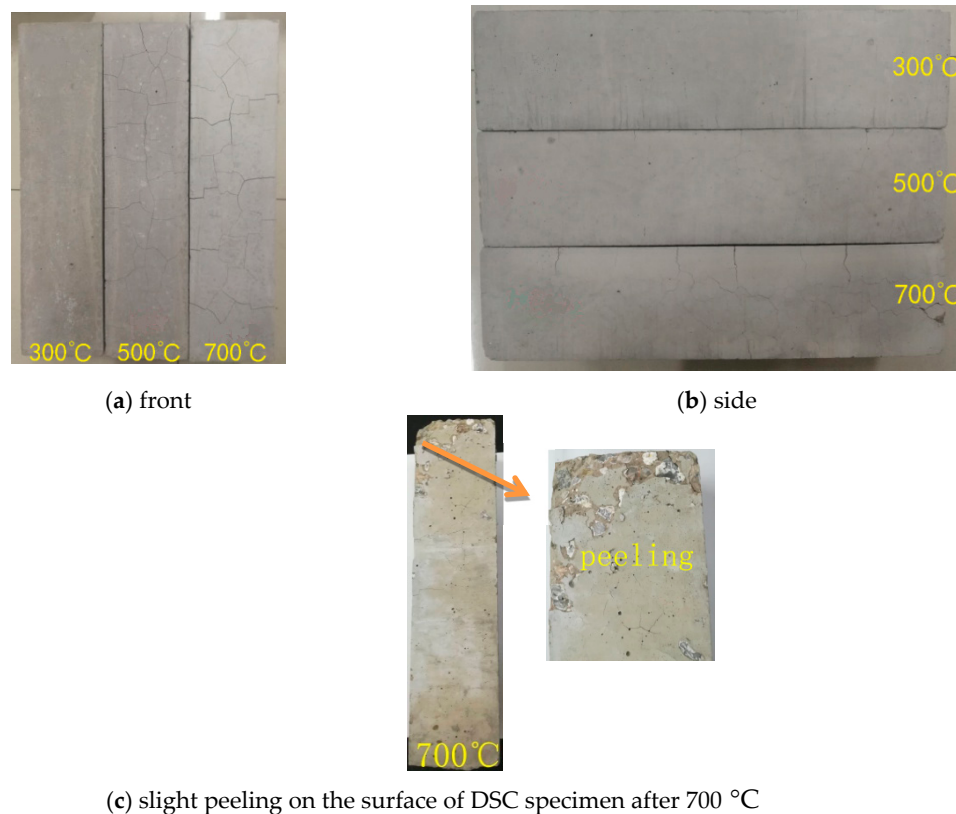 300℃
500℃
700℃
300℃ 500℃ 700℃
(a) front
(b) side
peeling
700℃
(c) slight peeling on the surface of DSC specimen after 700 °C